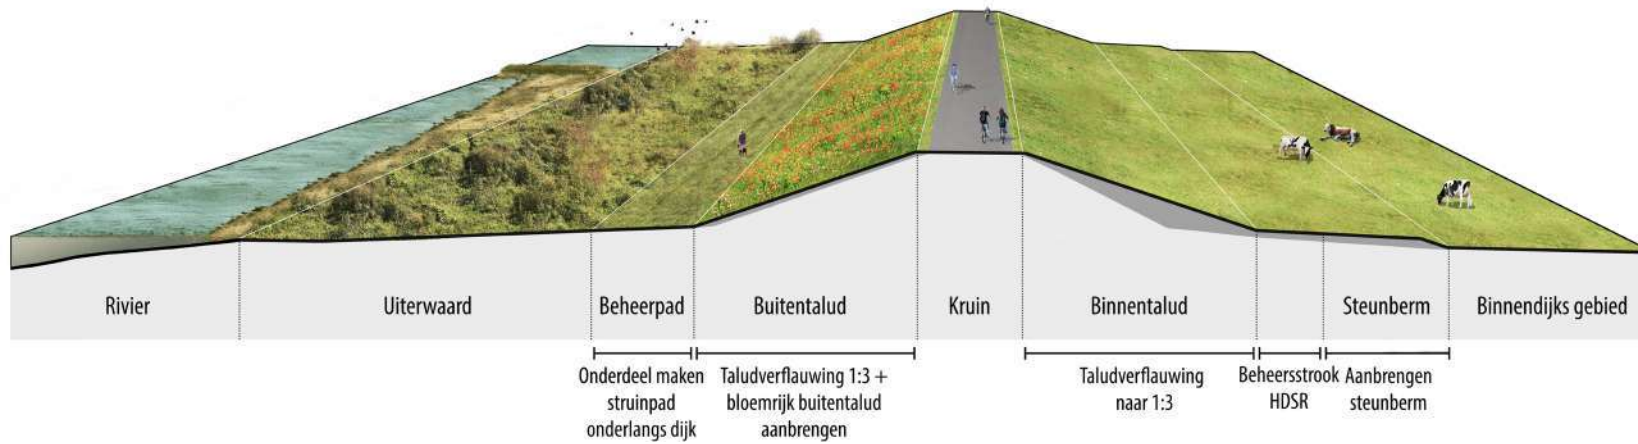 Rivier
Uiterwaard
Beheerpad
Buitentalud
Kruin
Binnentalud
Steunberm
Binnendijks gebied
Onderdeel maken
struinpad
onderlangs dijk
Taludverflauwing 1:3 +
bloemrijk buitentalud
aanbrengen
Taludverflauwing
naar 1:3
Beheersstrook
HDSR
Aanbrengen
steunberm